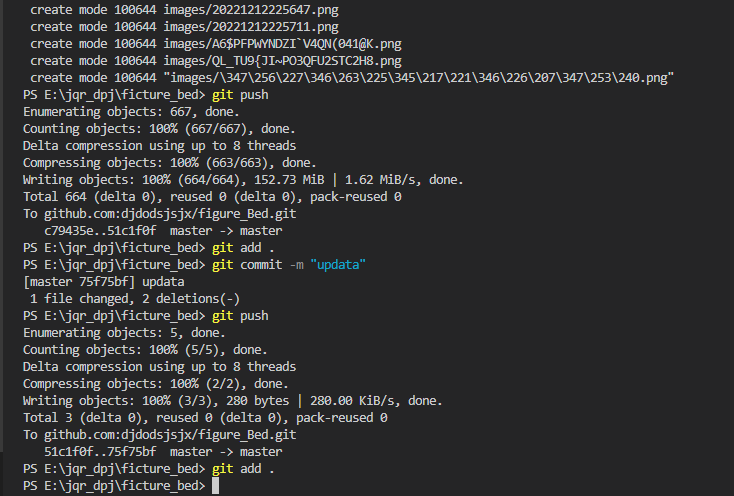 create mode 100644 images/20221212225647.png
create mode 100644 images/20221212225711.png
create mode 100644 images/A6$PFPWYNDZI`V4QN(041@K.png
create mode 100644 images/QL_TU9{JI~PO3QFU2STC2H8.png
create mode 100644 "images/\347\256\227\346\263\225\345\217\221\346\226\207\347\253\240.png"
PS E:\jqr_dpj\ficture_bed> git push
Enumerating objects: 667, done.
Counting objects: 100% (667/667), done.
Delta compression using up to 8 threads
Compressing objects: 100% (663/663), done.
Writing objects: 100% (664/664), 152.73 MiB | 1.62 MiB/s, done.
Total 664 (delta 0), reused 0 (delta 0), pack-reused 0
To github.com:djdodsjsjx/figure_Bed.git
c79435e..51c1f0f  master -> master
PS E:\jqr_dpj\ficture_bed> git add .
PS E:\jqr_dpj\ficture_bed> git commit -m "updata"
[master 75f75bf] updata
1 file changed, 2 deletions(-)
PS E:\jqr_dpj\ficture_bed> git push
Enumerating objects: 5, done.
Counting objects: 100% (5/5), done.
Delta compression using up to 8 threads
Compressing objects: 100% (2/2), done.
Writing objects: 100% (3/3), 280 bytes | 280.00 KiB/s, done.
Total 3 (delta 0), reused 0 (delta 0), pack-reused 0
To github.com:djdodsjsjx/figure_Bed.git
51c1f0f..75f75bf  master -> master
PS E:\jqr_dpj\ficture_bed> git add .
PS E:\jqr_dpj\ficture_bed>